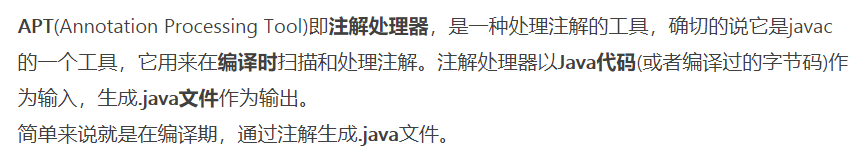 APT(Annotation Processing Tool)即注解处理器，是一种处理注解的工具，确切的说它是javac
的一个工具，它用来在编译时扫描和处理注解。注解处理器以Java代码(或者编译过的字节码)作
为输入，生成.java文件作为输出。
简单来说就是在编译期，通过注解生成.java文件。